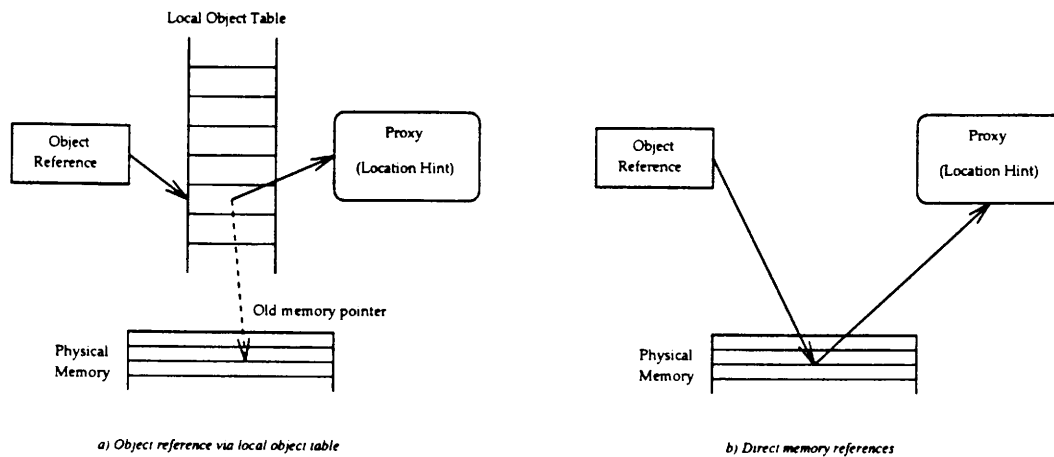 Local Object Table
Object
Reference
Proxy
(Location Hint)
Old memory pointer
Physical
Memory
a) Object reference via local object table
Object
Reference
Proxy
(Location Hint)
Physical
Memory
b) Direct memory references